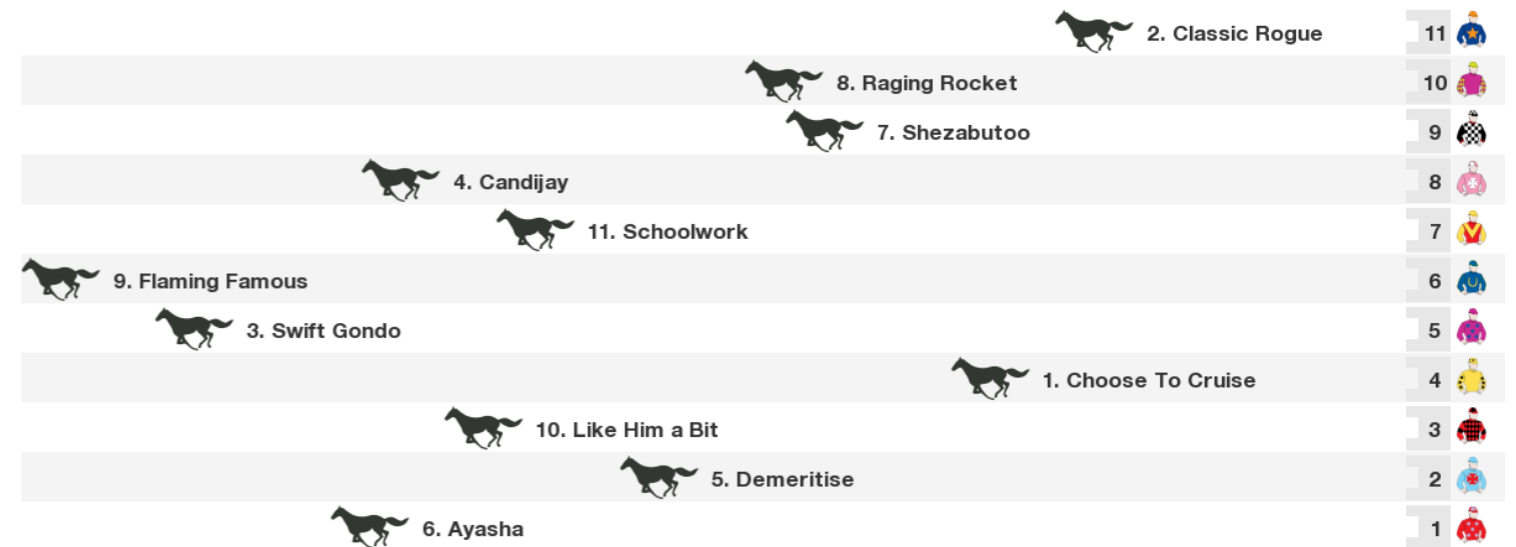 2. Classic Rogue 11
8. Raging Rocket 10
7. Shezabutoo 9
4. Candijay 8
11. Schoolwork 7
9. Flaming Famous 6
3. Swift Gondo 5
1. Choose To Cruise 4
10. Like Him a Bit 3
5. Demeritise 2
6. Ayasha 1